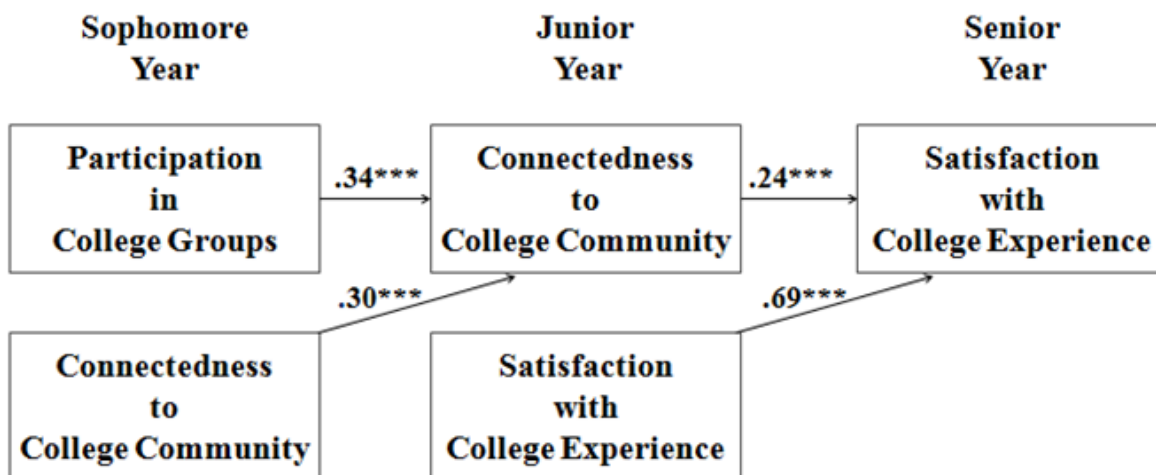 Sophomore
Year
Junior
Year
Senior
Year
Participation
in
College Groups
.34***
Connectedness
to
College Community
.24***
Satisfaction
with
College Experience
.30***
.69***
Connectedness
to
College Community
Satisfaction
with
College Experience